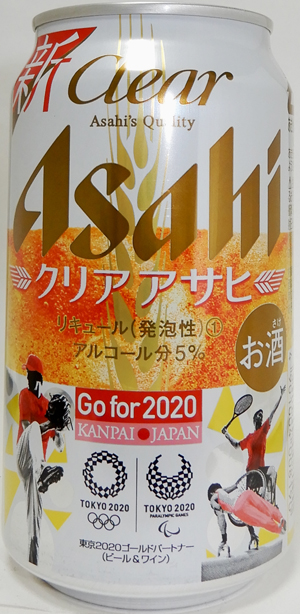 新
Clear
Asahi's Quality
Asahi
クリアアサヒ
リキュール(発泡性)①
アルコール分5%
さけ
お酒
Go for 2020
KANPAI JAPAN
TOKYO 2020
TOKYO 2020
PARALYMPIC GAMES
東京2020ゴールドパートナー
(ビール&ワイン)